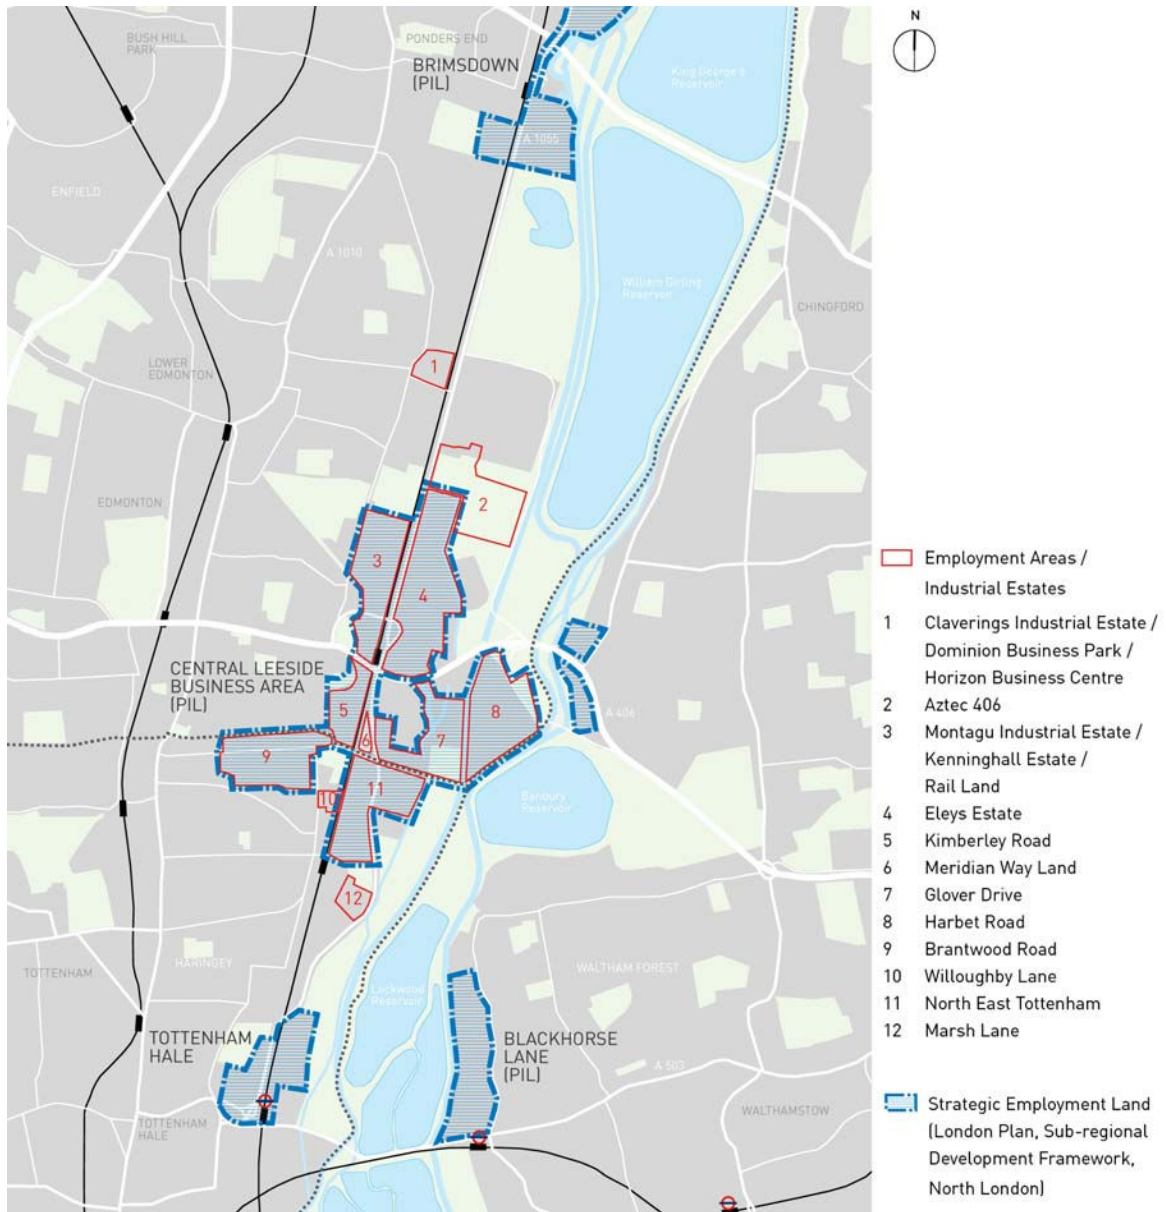 BUSH HILL
PARK
PONDERS END
BRIMSDOWN
(PIL)
King George's
Reservoir
A 1055
ENFIELD
A 1010
William Girling
Reservoir
CHINGFORD
LOWER
EDMONTON
1
EDMONTON
2
3
4
CENTRAL LEESIDE
BUSINESS AREA
(PIL)
5
6
7
8
A 406
9
10
11
Banbury
Reservoir
12
TOTTENHAM
HARINGEY
Lockwood
Reservoir
WALTHAM FOREST
TOTTENHAM
HALE
BLACKHORSE
LANE
(PIL)
A 503
TOTTENHAM
HALE
WALTHAMSTOW
N
Employment Areas /
Industrial Estates
1 Claverings Industrial Estate /
Dominion Business Park /
Horizon Business Centre
2 Aztec 406
3 Montagu Industrial Estate /
Kenninghall Estate /
Rail Land
4 Eleys Estate
5 Kimberley Road
6 Meridian Way Land
7 Glover Drive
8 Harbet Road
9 Brantwood Road
10 Willoughby Lane
11 North East Tottenham
12 Marsh Lane
Strategic Employment Land
(London Plan, Sub-regional
Development Framework,
North London)